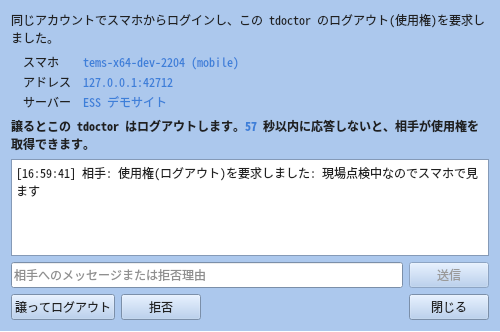 同じアカウントでスマホからログインし、この tdoctor のログアウト(使用権)を要求し
ました。
スマホ tems-x64-dev-2204 (mobile)
アドレス 127.0.0.1:42712
サーバー ESS デモサイト
譲るとこの tdoctor はログアウトします。57 秒以内に応答しないと、相手が使用権を
取得できます。
[16:59:41] 相手: 使用権(ログアウト)を要求しました: 現場点検中なのでスマホで見
ます
相手へのメッセージまたは拒否理由 送信
譲ってログアウト 拒否 閉じる